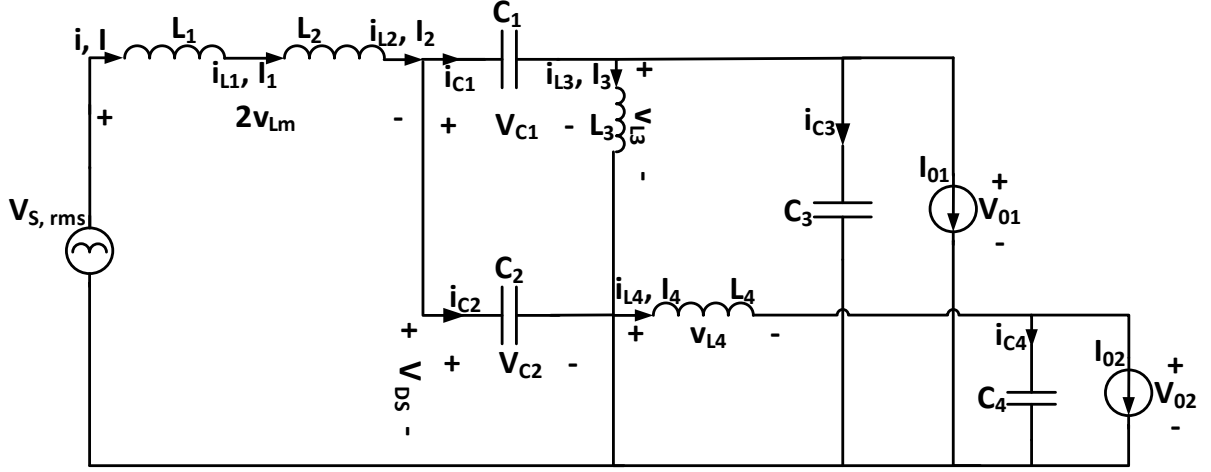 i, I
L1
iL1, I1
L2
iL2, I2
iC1
C1
iL3, I3
+
+
2vLm
-
+
VC1
-
L3
vL3
-
iC3
VS, rms
C3
I01
+
V01
-
iC2
C2
iL4, I4
L4
+
VDS
-
+
VC2
-
+
vL4
-
iC4
C4
I02
+
V02
-